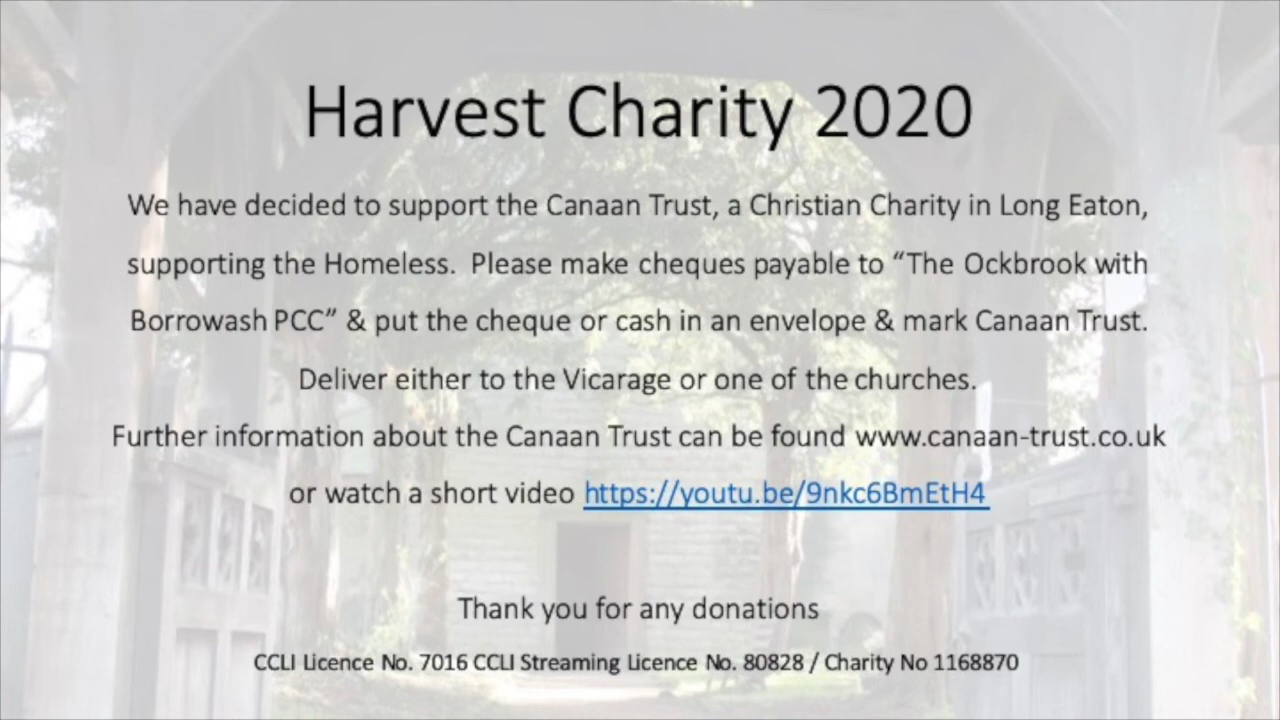 Harvest Charity 2020
We have decided to support the Canaan Trust, a Christian Charity in Long Eaton,
supporting the Homeless.  Please make cheques payable to “The Ockbrook with
Borrowash PCC” & put the cheque or cash in an envelope & mark Canaan Trust.
Deliver either to the Vicarage or one of the churches.
Further information about the Canaan Trust can be found www.canaan-trust.co.uk
or watch a short video https://youtu.be/9nkc6BmEtH4
Thank you for any donations
CCLI Licence No. 7016 CCLI Streaming Licence No. 80828 / Charity No 1168870